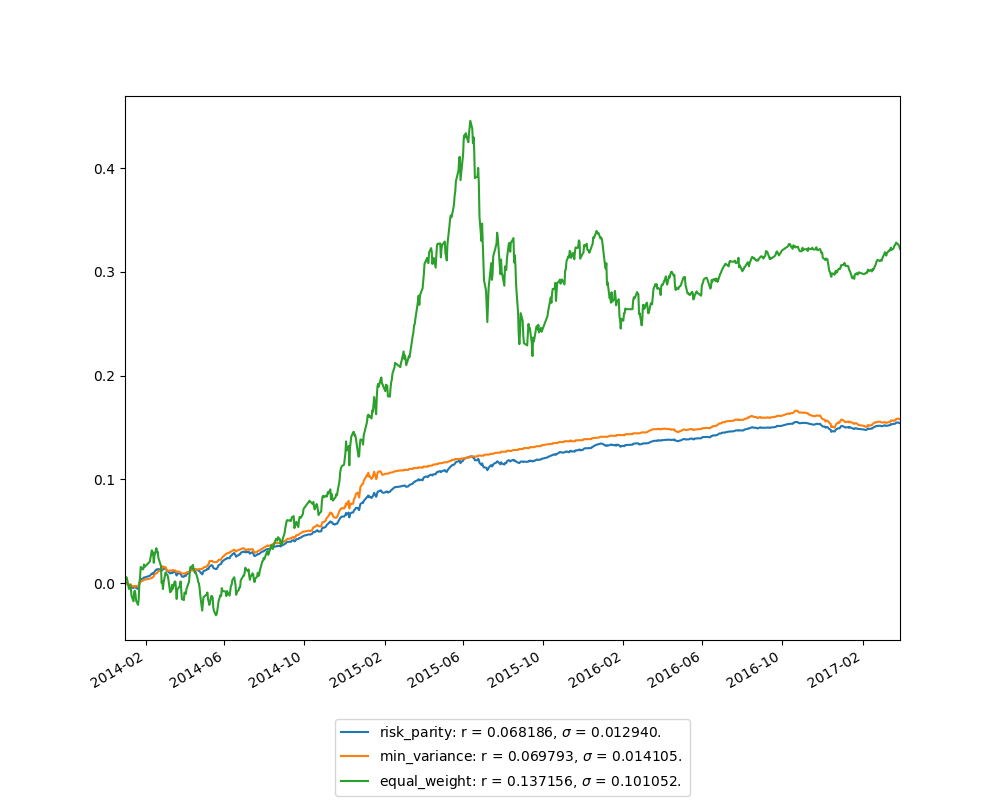 0.4
0.3
0.2
0.1
0.0
2014-02 2014-06 2014-10 2015-02 2015-06 2015-10 2016-02 2016-06 2016-10 2017-02
risk_parity: r = 0.068186, σ = 0.012940.
min_variance: r = 0.069793, σ = 0.014105.
equal_weight: r = 0.137156, σ = 0.101052.